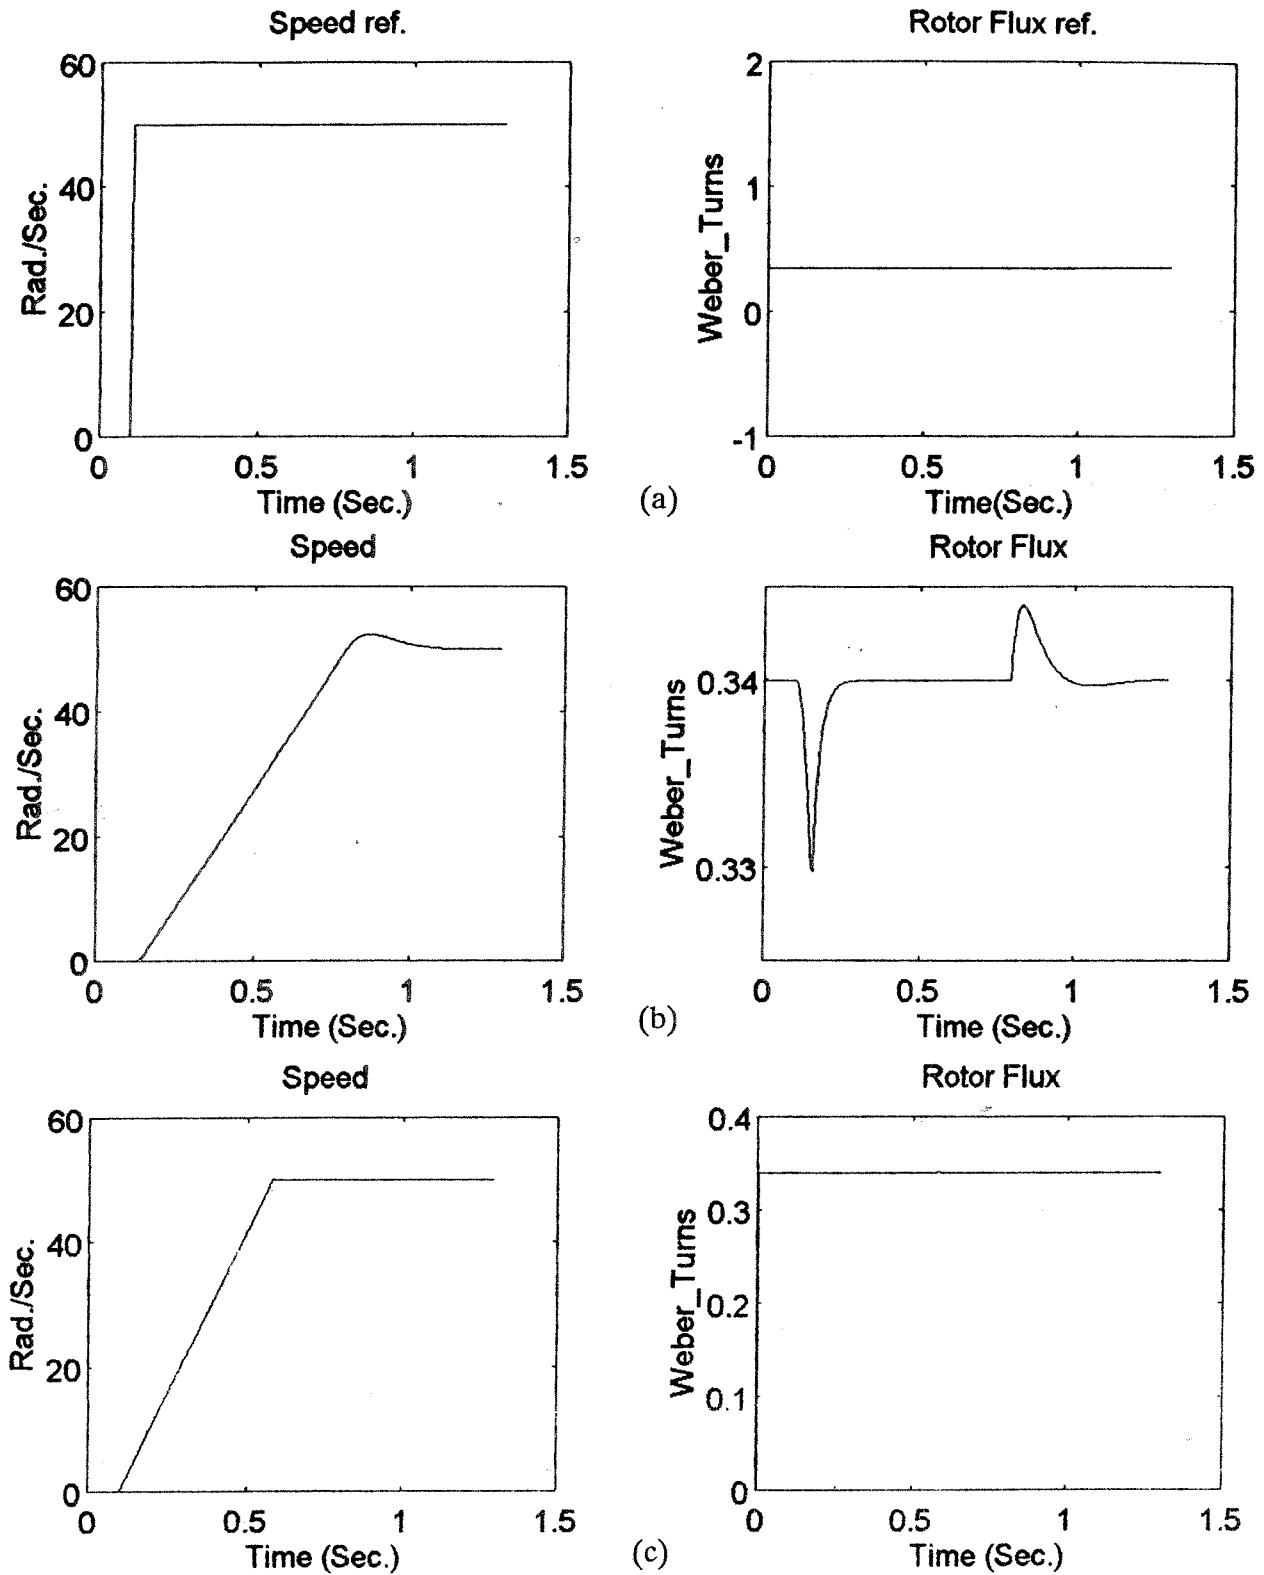 Speed ref.
Rad./Sec.
60
40
20
0
0 0.5 1 1.5
Time (Sec.)
Rotor Flux ref.
Weber_Turns
2
1
0
-1
0 0.5 1 1.5
Time(Sec.)
(a)
Speed
Rad./Sec.
60
40
20
0
0 0.5 1 1.5
Time (Sec.)
Rotor Flux
Weber_Turns
0.34
0.33
0 0.5 1 1.5
Time (Sec.)
(b)
Speed
Rad./Sec.
60
40
20
0
0 0.5 1 1.5
Time (Sec.)
Rotor Flux
Weber_Turns
0.4
0.3
0.2
0.1
0
0 0.5 1 1.5
Time (Sec.)
(c)